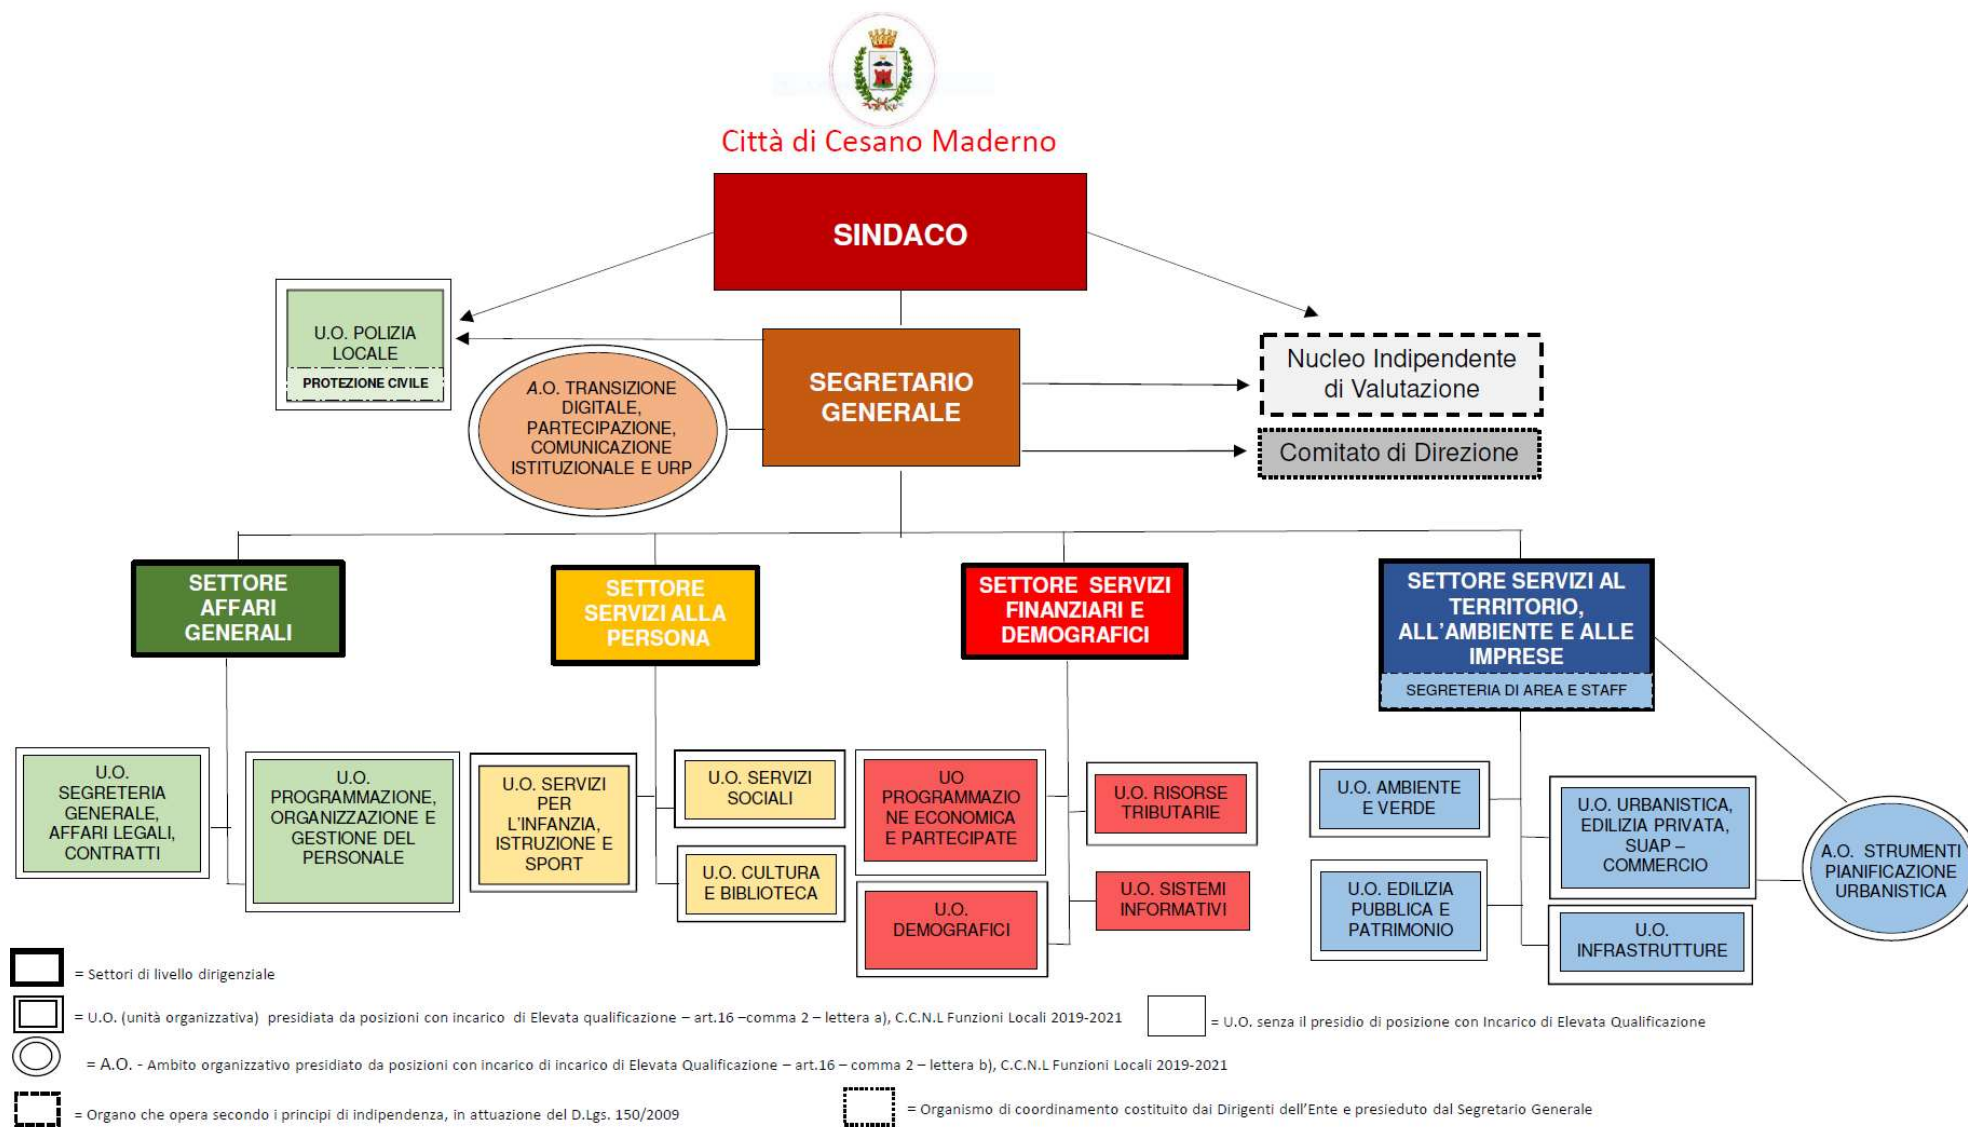 Città di Cesano Maderno
SINDACO
U.O. POLIZIA
LOCALE
PROTEZIONE CIVILE
A.O. TRANSIZIONE
DIGITALE,
PARTECIPAZIONE,
COMUNICAZIONE
ISTITUZIONALE E URP
SEGRETARIO
GENERALE
Nucleo Indipendente
di Valutazione
Comitato di Direzione
SETTORE
AFFARI
GENERALI
SETTORE
SERVIZI ALLA
PERSONA
SETTORE SERVIZI
FINANZIARI E
DEMOGRAFICI
SETTORE SERVIZI AL
TERRITORIO,
ALL'AMBIENTE E ALLE
IMPRESE
SEGRETERIA DI AREA E STAFF
U.O.
SEGRETERIA
GENERALE,
AFFARI LEGALI,
CONTRATTI
U.O.
PROGRAMMAZIONE,
ORGANIZZAZIONE E
GESTIONE DEL
PERSONALE
U.O. SERVIZI
PER
L'INFANZIA,
ISTRUZIONE E
SPORT
U.O. SERVIZI
SOCIALI
U.O. CULTURA
E BIBLIOTECA
UO
PROGRAMMAZIO
NE ECONOMICA
E PARTECIPATE
U.O.
DEMOGRAFICI
U.O. RISORSE
TRIBUTARIE
U.O. SISTEMI
INFORMATIVI
U.O. AMBIENTE
E VERDE
U.O. EDILIZIA
PUBBLICA E
PATRIMONIO
U.O. URBANISTICA,
EDILIZIA PRIVATA,
SUAP –
COMMERCIO
U.O.
INFRASTRUTTURE
A.O. STRUMENTI
PIANIFICAZIONE
URBANISTICA
= Settori di livello dirigenziale
= U.O. (unità organizzativa) presidiata da posizioni con incarico di Elevata qualificazione – art.16 –comma 2 – lettera a), C.C.N.L Funzioni Locali 2019-2021
= U.O. senza il presidio di posizione con Incarico di Elevata Qualificazione
= A.O. - Ambito organizzativo presidiato da posizioni con incarico di incarico di Elevata Qualificazione – art.16 – comma 2 – lettera b), C.C.N.L Funzioni Locali 2019-2021
= Organo che opera secondo i principi di indipendenza, in attuazione del D.Lgs. 150/2009
= Organismo di coordinamento costituito dai Dirigenti dell'Ente e presieduto dal Segretario Generale